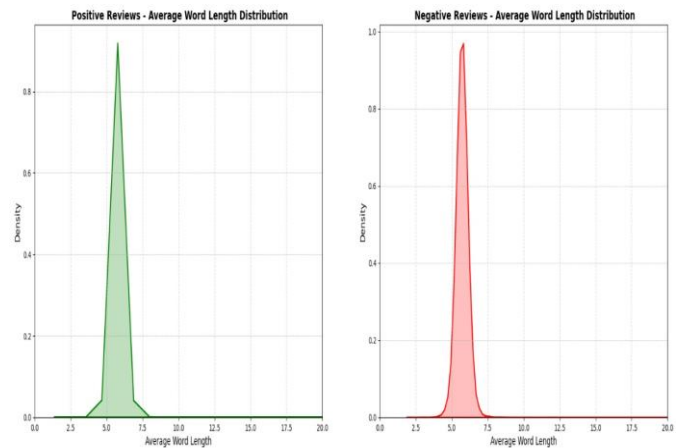 Positive Reviews - Average Word Length Distribution
Density
0.8
0.6
0.4
0.2
0.0
0.0 2.5 5.0 7.5 10.0 12.5 15.0 17.5 20.0
Average Word Length
Negative Reviews - Average Word Length Distribution
Density
1.0
0.8
0.6
0.4
0.2
0.0
0.0 2.5 5.0 7.5 10.0 12.5 15.0 17.5 20.0
Average Word Length